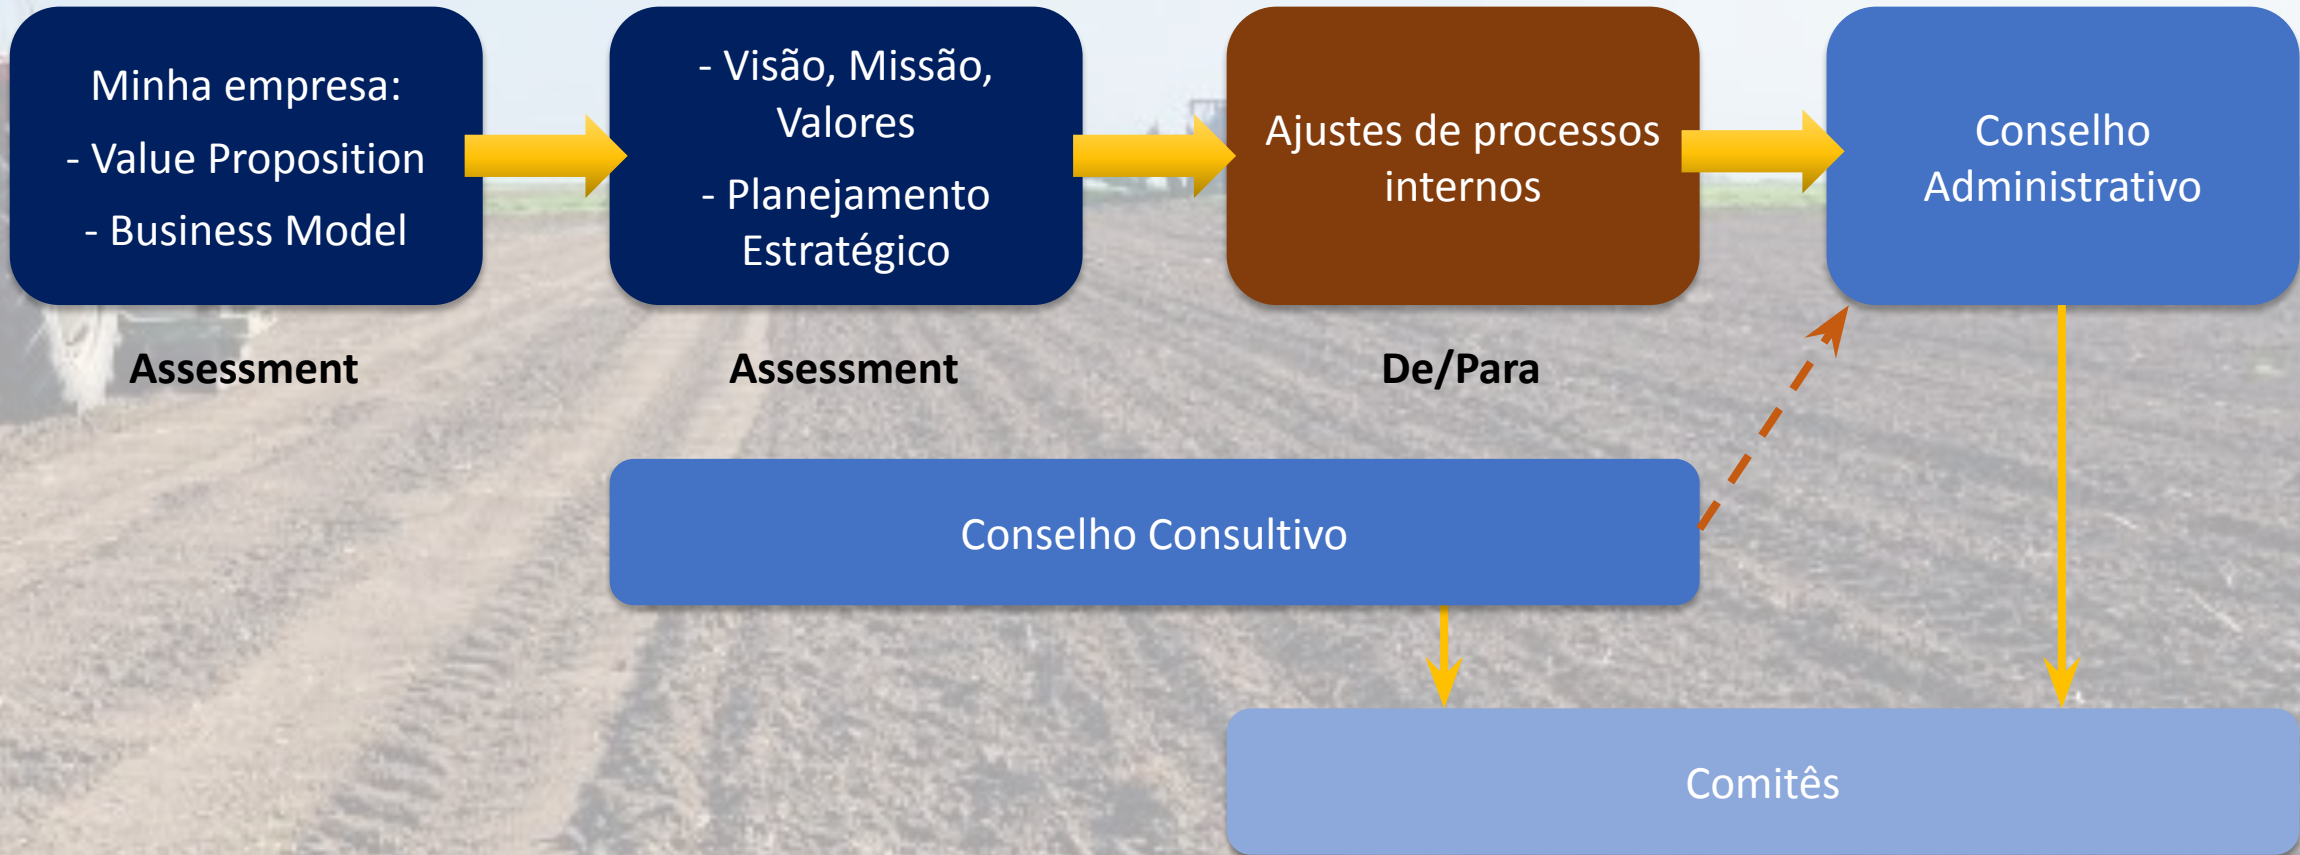 Minha empresa:
- Value Proposition
- Business Model
- Visão, Missão,
Valores
- Planejamento
Estratégico
Ajustes de processos
internos
Conselho
Administrativo
Assessment
Assessment
De/Para
Conselho Consultivo
Comitês